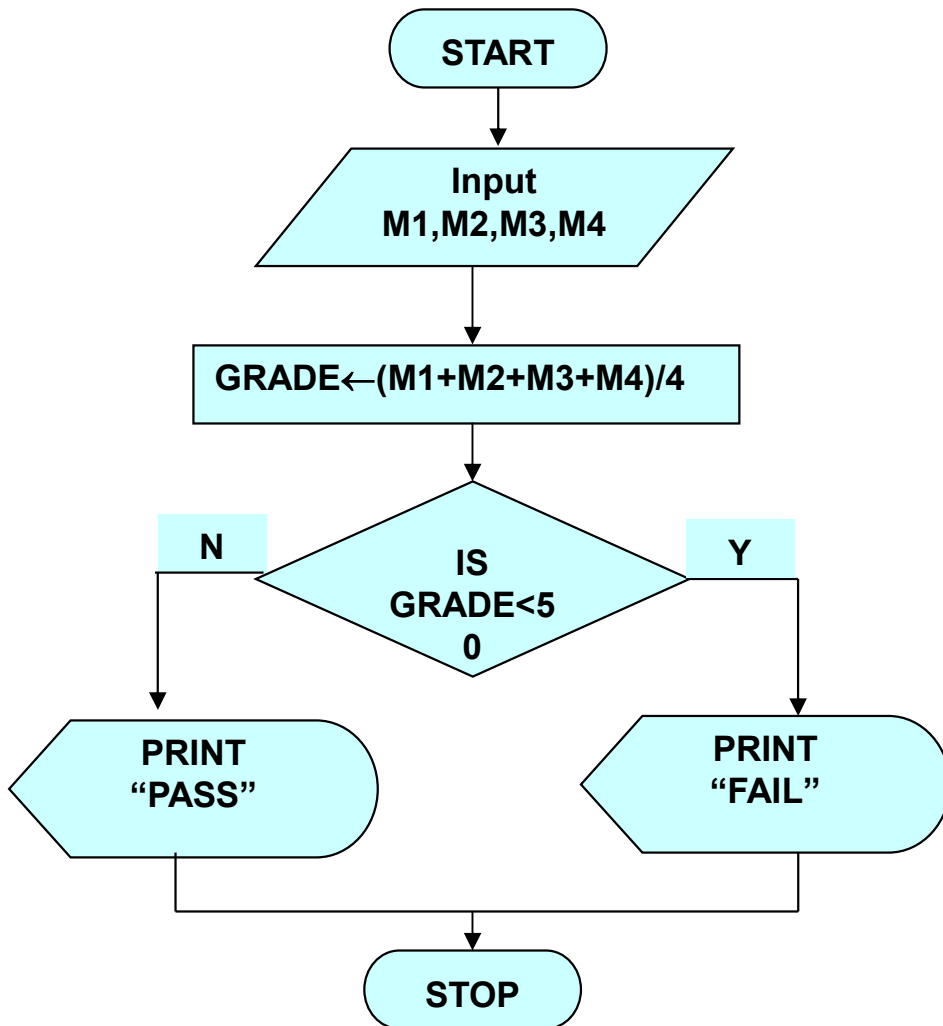 START
Input
M1,M2,M3,M4
GRADE←(M1+M2+M3+M4)/4
N
Y
IS
GRADE<5
0
PRINT
“PASS”
PRINT
“FAIL”
STOP